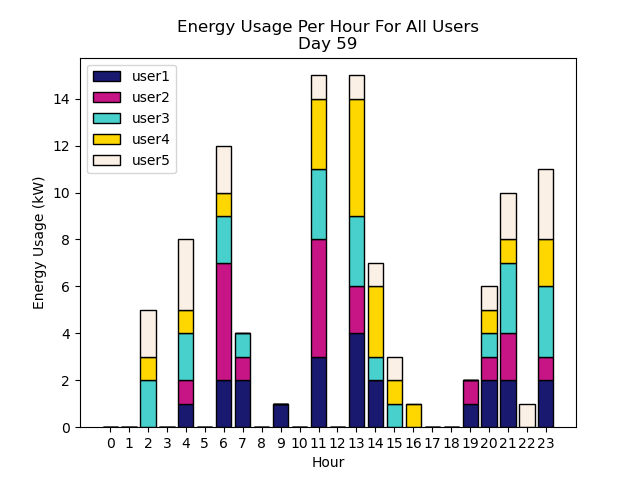 Energy Usage Per Hour For All Users
Day 59
user1
user2
user3
user4
user5
Energy Usage (kW)
14
12
10
8
6
4
2
0
0 1 2 3 4 5 6 7 8 9 10 11 12 13 14 15 16 17 18 19 20 21 22 23
Hour